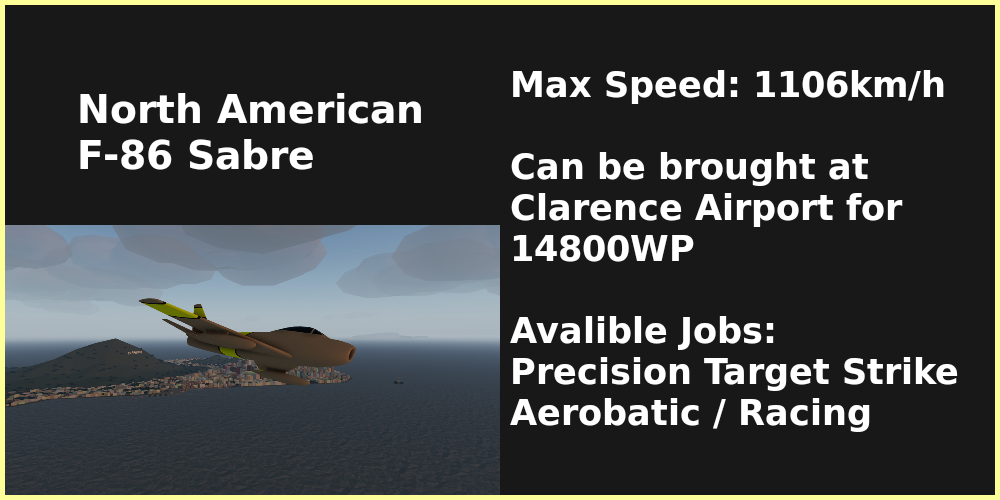 North American
F-86 Sabre
Max Speed: 1106km/h
Can be brought at
Clarence Airport for
14800WP
Avalible Jobs:
Precision Target Strike
Aerobatic / Racing